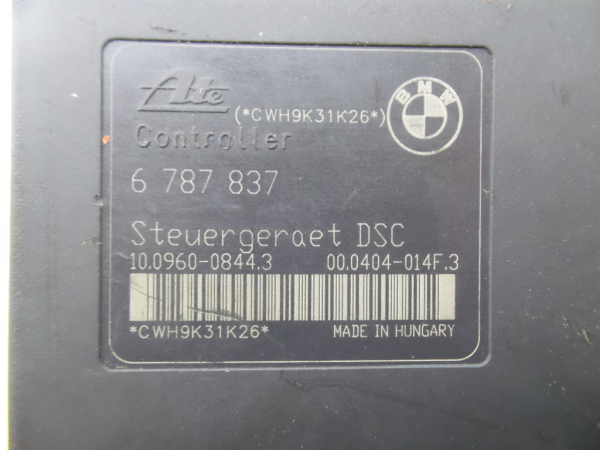 Ate
(*CWH9K31K26*)
BMW
Controller
6 787 837
Steuergeraet DSC
10.0960-0844.3 00.0404-014F.3
*CWH9K31K26*
MADE IN HUNGARY